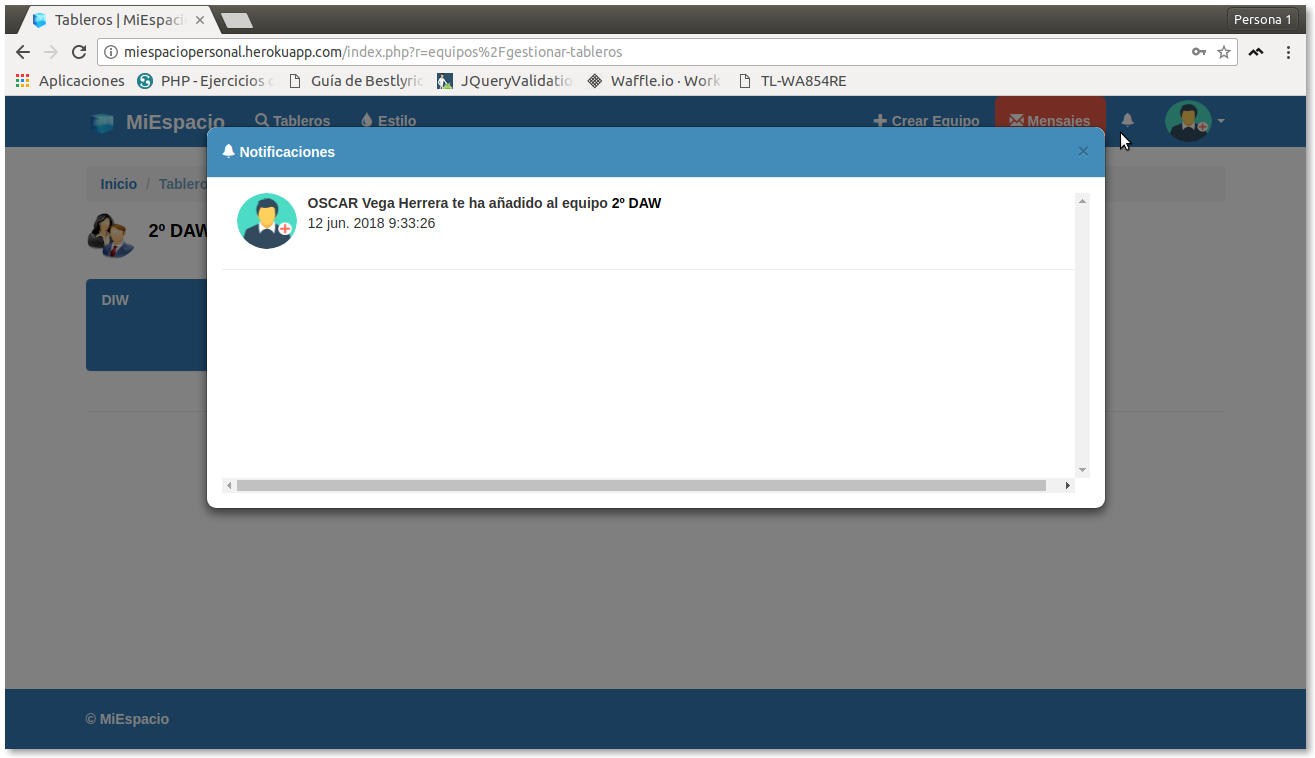 Tableros | MiEspacio
Persona 1
miespaciopersonal.herokuapp.com/index.php?r=equipos%2Fgestionar-tableros
Aplicaciones PHP - Ejercicios Guía de Bestlyric JQueryValidatio Waffle.io · Work TL-WA854RE
MiEspacio Tableros Estilo Crear Equipo Mensajes
Notificaciones ×
Inicio / Tablero
OSCAR Vega Herrera te ha añadido al equipo 2º DAW
12 jun. 2018 9:33:26
2º DAW
DIW
© MiEspacio